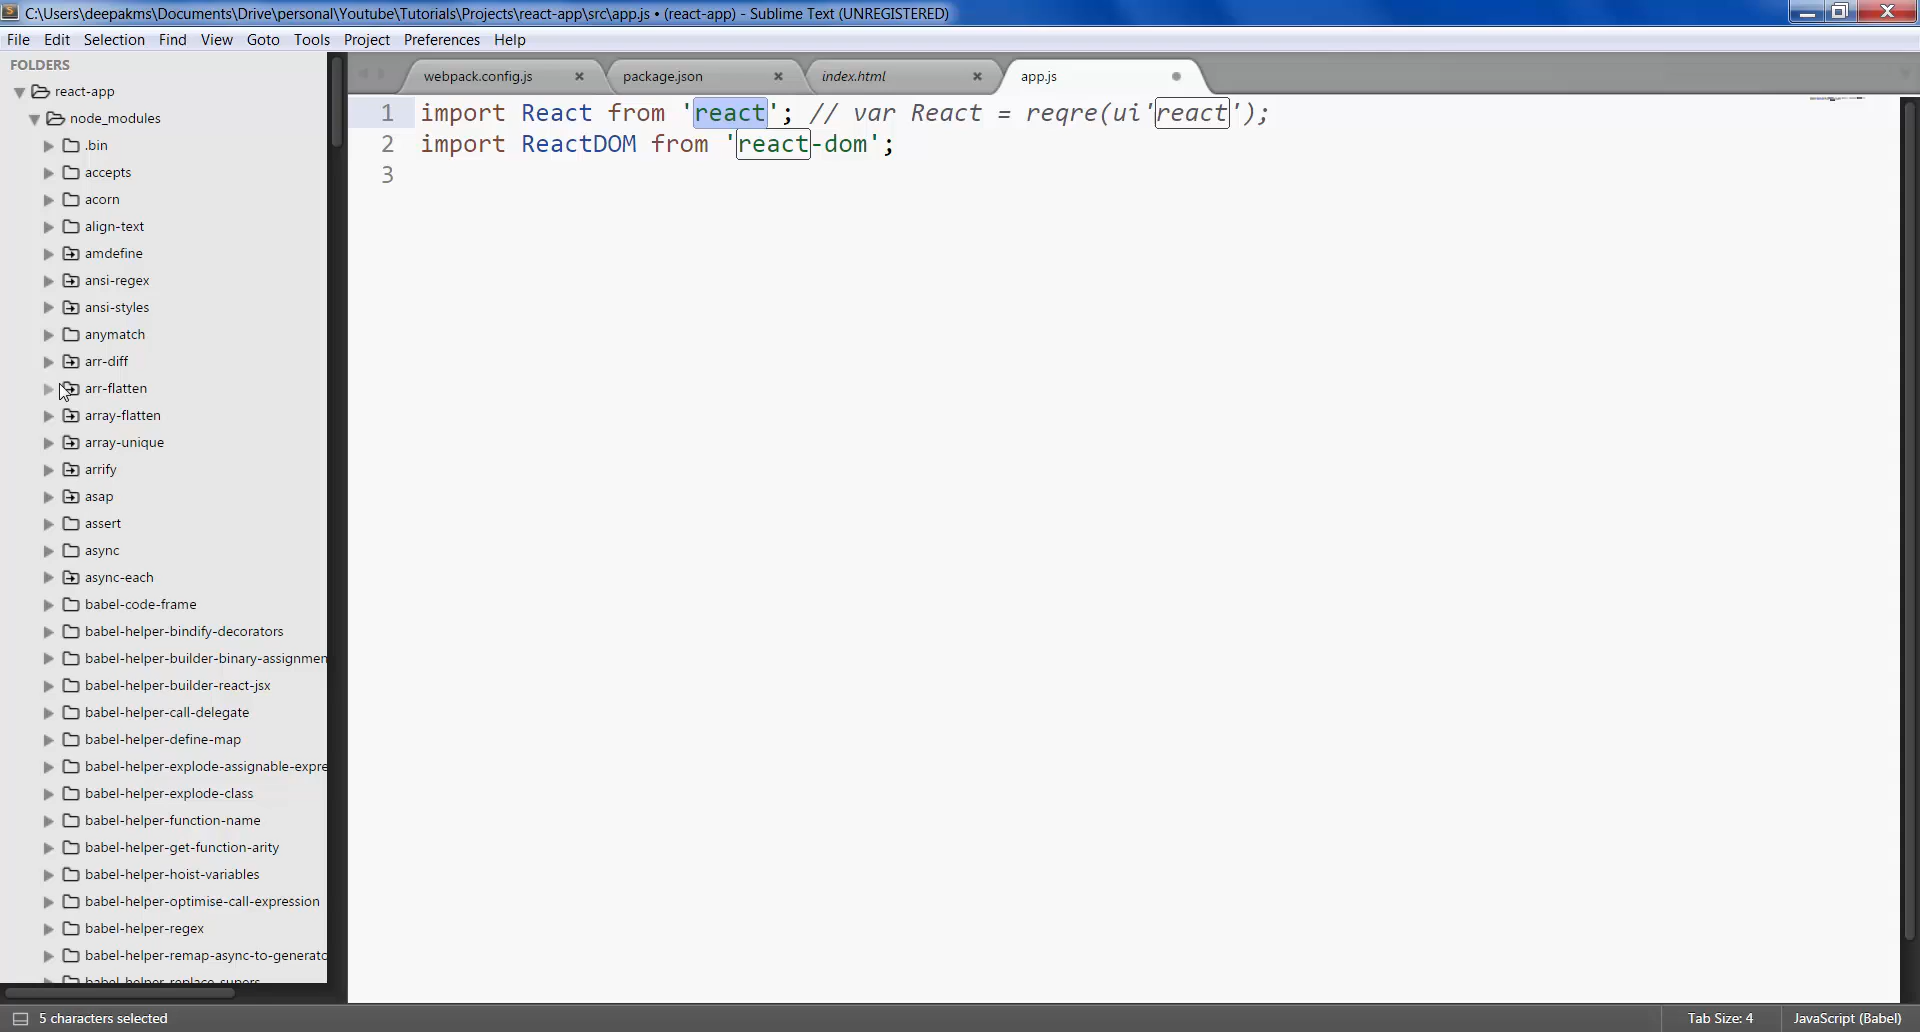 C:\Users\deepakms\Documents\Drive\personal\Youtube\Tutorials\Projects\react-app\src\app.js • (react-app) - Sublime Text (UNREGISTERED)
File Edit Selection Find View Goto Tools Project Preferences Help
FOLDERS
react-app
node_modules
.bin
accepts
acorn
align-text
amdefine
ansi-regex
ansi-styles
anymatch
arr-diff
arr-flatten
array-flatten
array-unique
arrify
asap
assert
async
async-each
babel-code-frame
babel-helper-bindify-decorators
babel-helper-builder-binary-assignmen
babel-helper-builder-react-jsx
babel-helper-call-delegate
babel-helper-define-map
babel-helper-explode-assignable-expre
babel-helper-explode-class
babel-helper-function-name
babel-helper-get-function-arity
babel-helper-hoist-variables
babel-helper-optimise-call-expression
babel-helper-regex
babel-helper-remap-async-to-generato
babel-helper-replace-supers
webpack.config.js package.json index.html app.js
1 import React from 'react'; // var React = reqre(ui'react');
2 import ReactDOM from 'react-dom';
3
5 characters selected Tab Size: 4 JavaScript (Babel)